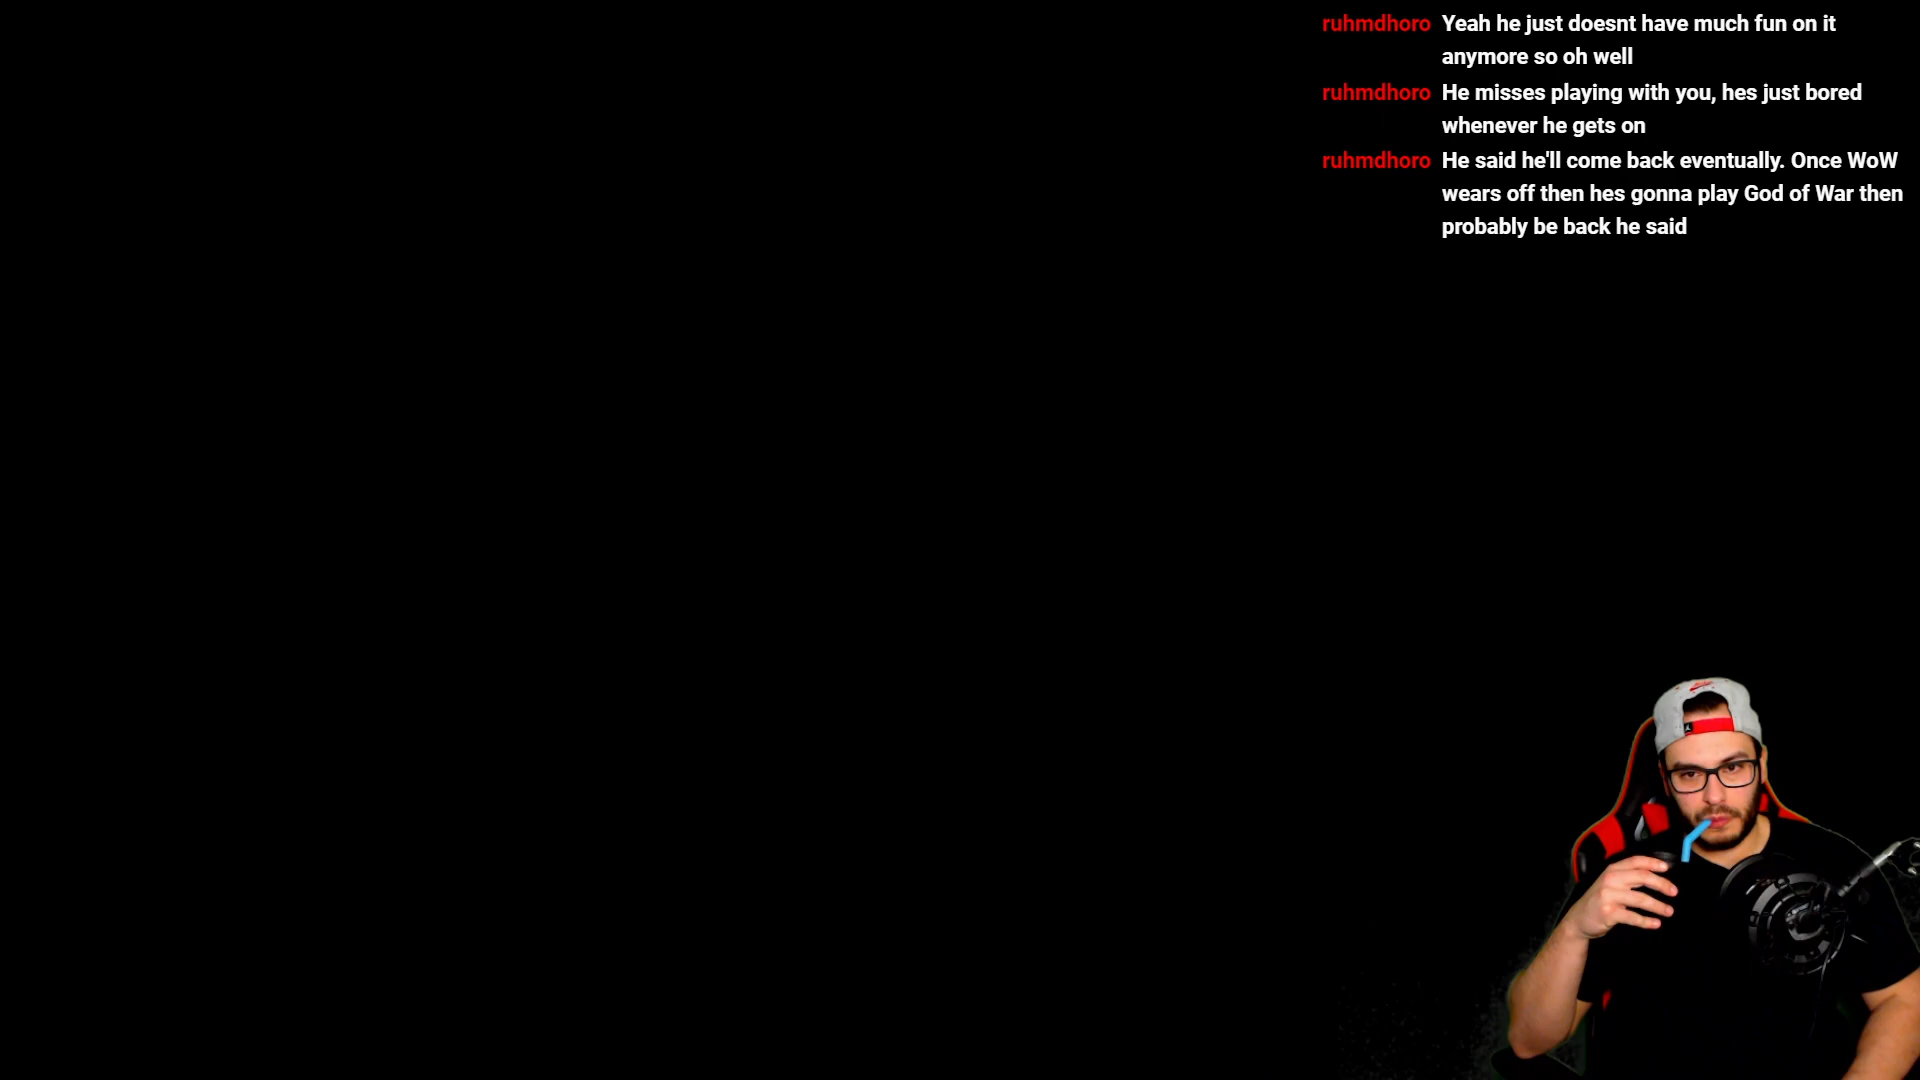 ruhmdhoro Yeah he just doesnt have much fun on it
anymore so oh well
ruhmdhoro He misses playing with you, hes just bored
whenever he gets on
ruhmdhoro He said he'll come back eventually. Once WoW
wears off then hes gonna play God of War then
probably be back he said